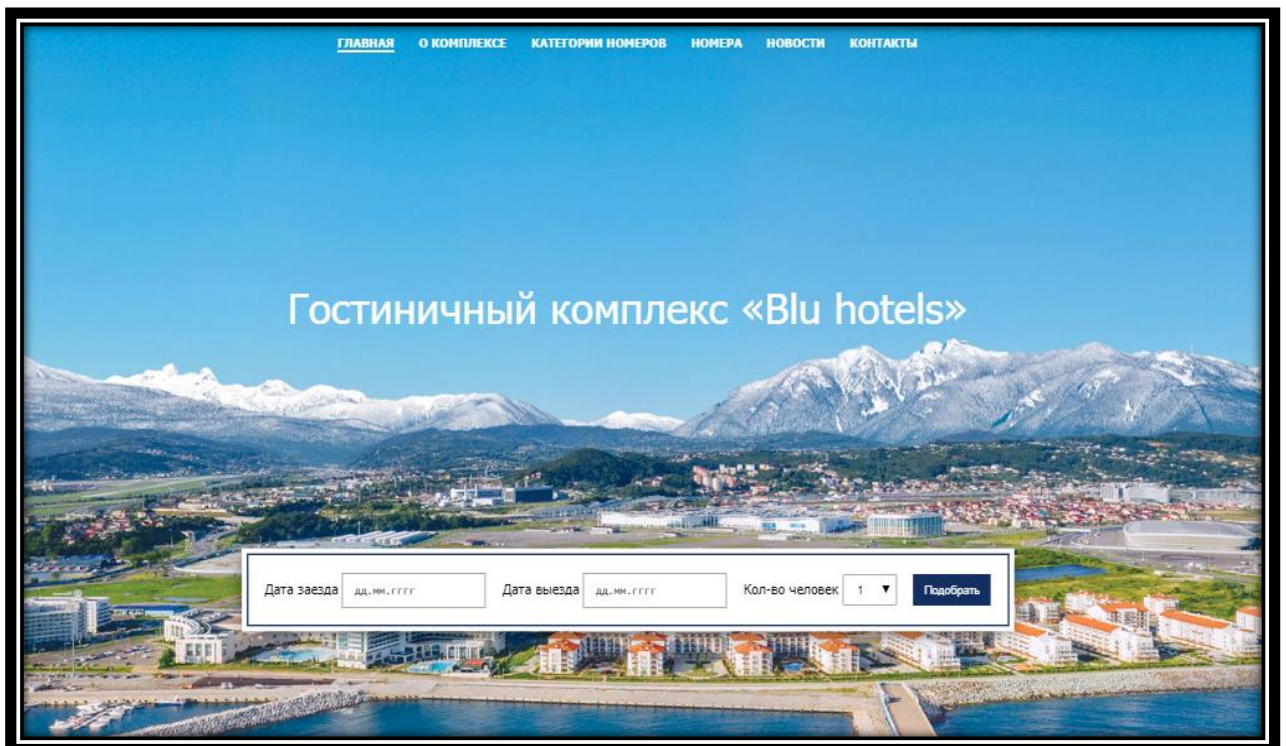 ГЛАВНАЯ О КОМПЛЕКСЕ КАТЕГОРИИ НОМЕРОВ НОМЕРА НОВОСТИ КОНТАКТЫ
Гостиничный комплекс «Blu hotels»
Дата заезда дд.мм.гггг Дата выезда дд.мм.гггг Кол-во человек 1 ▼ Подобрать